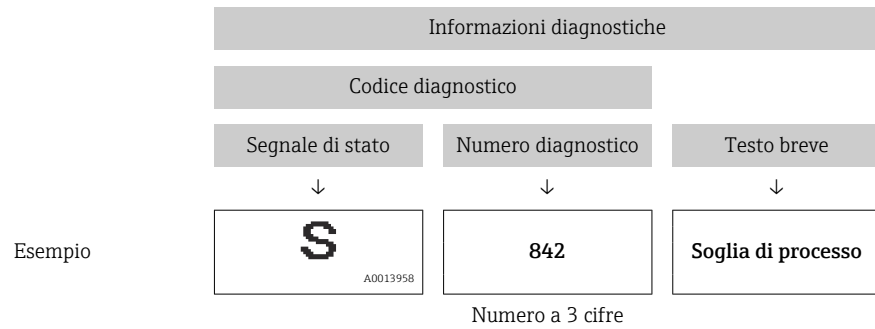 Informazioni diagnostiche
Codice diagnostico
Segnale di stato Numero diagnostico Testo breve
↓ ↓ ↓
Esempio S 842 Soglia di processo
A0013958
Numero a 3 cifre